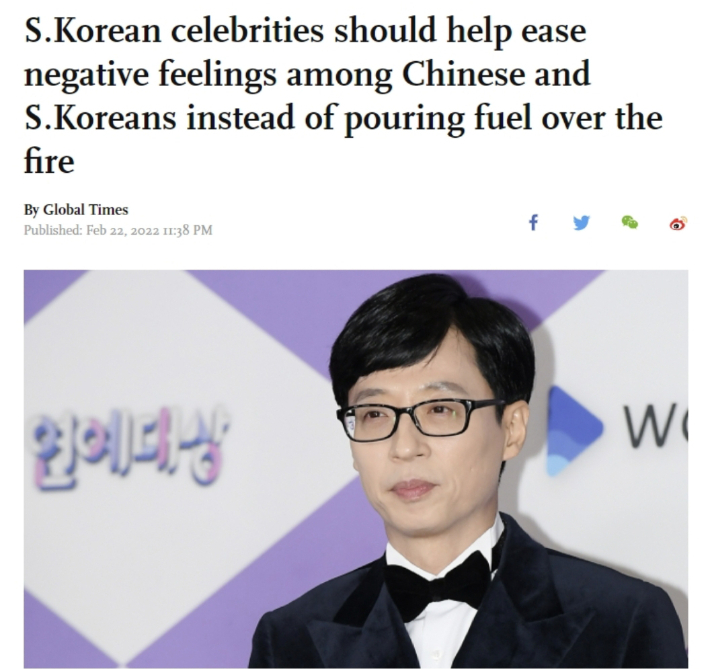 S.Korean celebrities should help ease
negative feelings among Chinese and
S.Koreans instead of pouring fuel over the
fire
By Global Times
Published: Feb 22, 2022 11:38 PM
연예대상